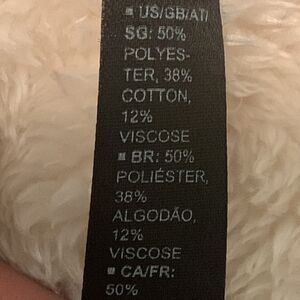 ▪ US/GB/AT/
SG: 50%
POLYES-
TER, 38%
COTTON,
12%
VISCOSE
▪ BR: 50%
POLIÉSTER,
38%
ALGODÃO,
12%
VISCOSE
▪ CA/FR:
50%